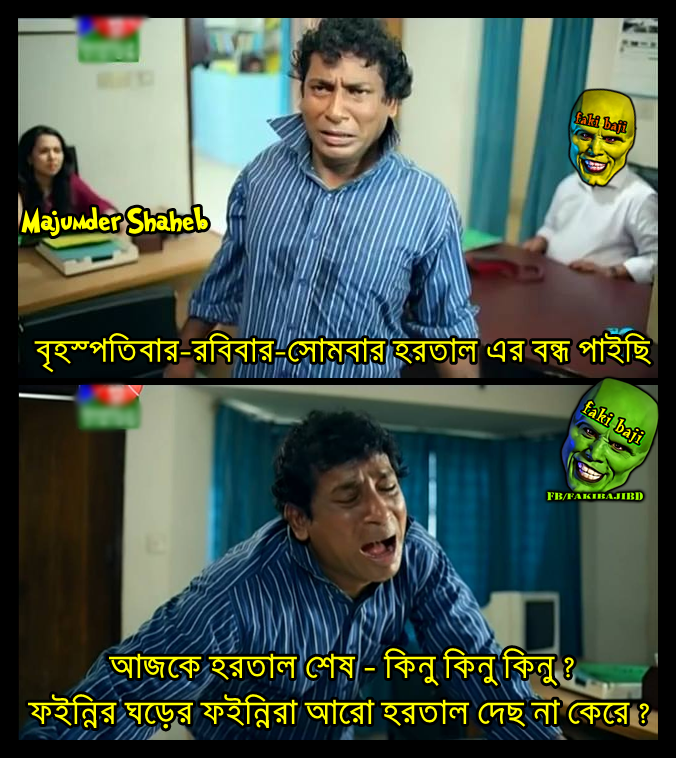 faki baji
Majumder Shaheb
বৃহস্পতিবার-রবিবার-সোমবার হরতাল এর বন্ধ পাইছি
faki baji
FB/FAKIBAJIBD
আজকে হরতাল শেষ - কিনু কিনু কিনু ?
ফইন্নির ঘড়ের ফইন্নিরা আরো হরতাল দেছ না কেরে ?